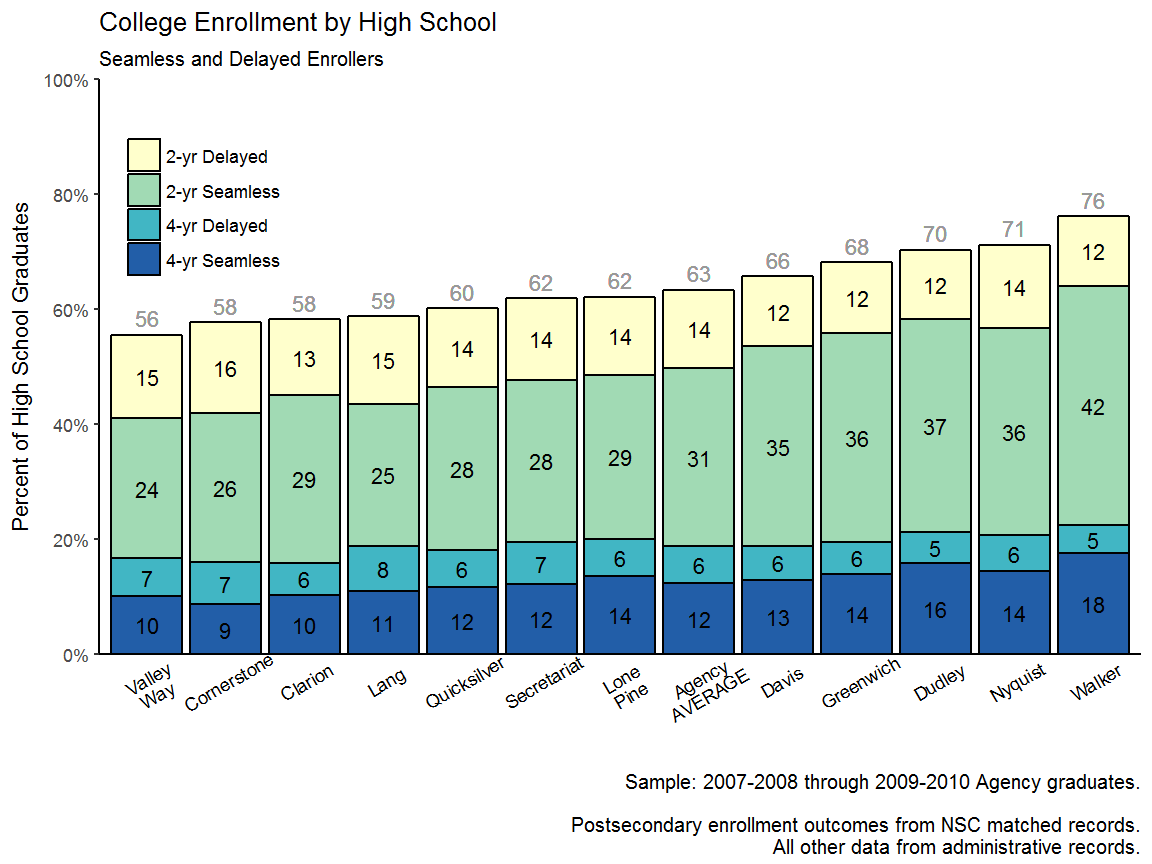 College Enrollment by High School
Seamless and Delayed Enrollers
Percent of High School Graduates
100%
80%
60%
40%
20%
0%
2-yr Delayed
2-yr Seamless
4-yr Delayed
4-yr Seamless
56 58 58 59 60 62 62 63 66 68 70 71 76
15 16 13 15 14 14 14 14 12 12 12 14 12
24 26 29 25 28 28 29 31 35 36 37 36 42
7 7 6 8 6 7 6 6 6 6 5 6 5
10 9 10 11 12 12 14 12 13 14 16 14 18
Valley
Way
Cornerstone
Clarion
Lang
Quicksilver
Secretariat
Lone
Pine
Agency
AVERAGE
Davis
Greenwich
Dudley
Nyquist
Walker
Sample: 2007-2008 through 2009-2010 Agency graduates.
Postsecondary enrollment outcomes from NSC matched records.
All other data from administrative records.